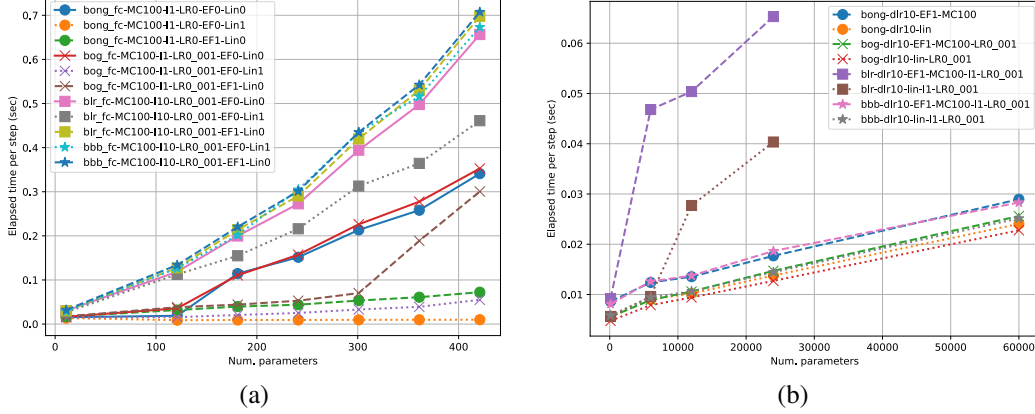 0.7
0.6
0.5
0.4
0.3
0.2
0.1
0.0
Elapsed time per step (sec)
0
100
200
300
400
Num. parameters
bong_fc-MC100-I1-LR0-EF0-Lin0
bong_fc-MC100-I1-LR0-EF0-Lin1
bong_fc-MC100-I1-LR0-EF1-Lin0
bog_fc-MC100-I1-LR0_001-EF0-Lin0
bog_fc-MC100-I1-LR0_001-EF0-Lin1
bog_fc-MC100-I1-LR0_001-EF1-Lin0
blr_fc-MC100-I10-LR0_001-EF0-Lin0
blr_fc-MC100-I10-LR0_001-EF0-Lin1
blr_fc-MC100-I10-LR0_001-EF1-Lin0
bbb_fc-MC100-I10-LR0_001-EF0-Lin1
bbb_fc-MC100-I10-LR0_001-EF1-Lin0
(a)
0.06
0.05
0.04
0.03
0.02
0.01
Elapsed time per step (sec)
0
10000
20000
30000
40000
50000
60000
Num. parameters
bong-dlr10-EF1-MC100
bong-dlr10-lin
bog-dlr10-EF1-MC100-LR0_001
bog-dlr10-lin-LR0_001
blr-dlr10-EF1-MC100-I1-LR0_001
blr-dlr10-lin-I1-LR0_001
bbb-dlr10-EF1-MC100-I1-LR0_001
bbb-dlr10-lin-I1-LR0_001
(b)